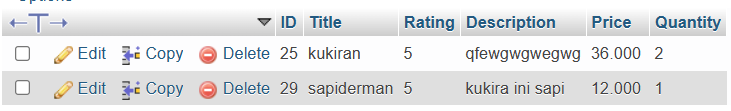 ID Title Rating Description Price Quantity
Edit Copy Delete 25 kukiran 5 qfewgwgwegwg 36.000 2
Edit Copy Delete 29 sapiderman 5 kukira ini sapi 12.000 1